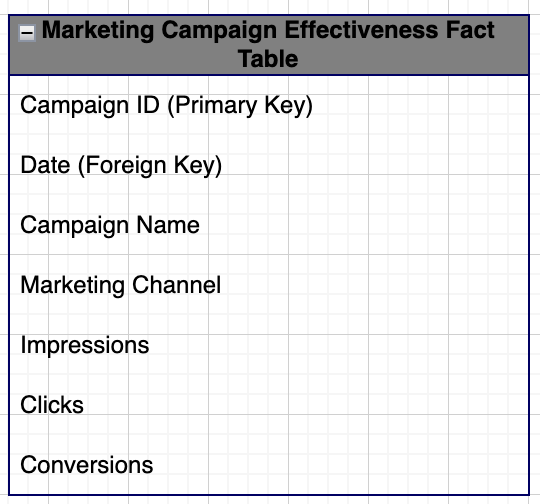 Marketing Campaign Effectiveness Fact
Table
Campaign ID (Primary Key)
Date (Foreign Key)
Campaign Name
Marketing Channel
Impressions
Clicks
Conversions